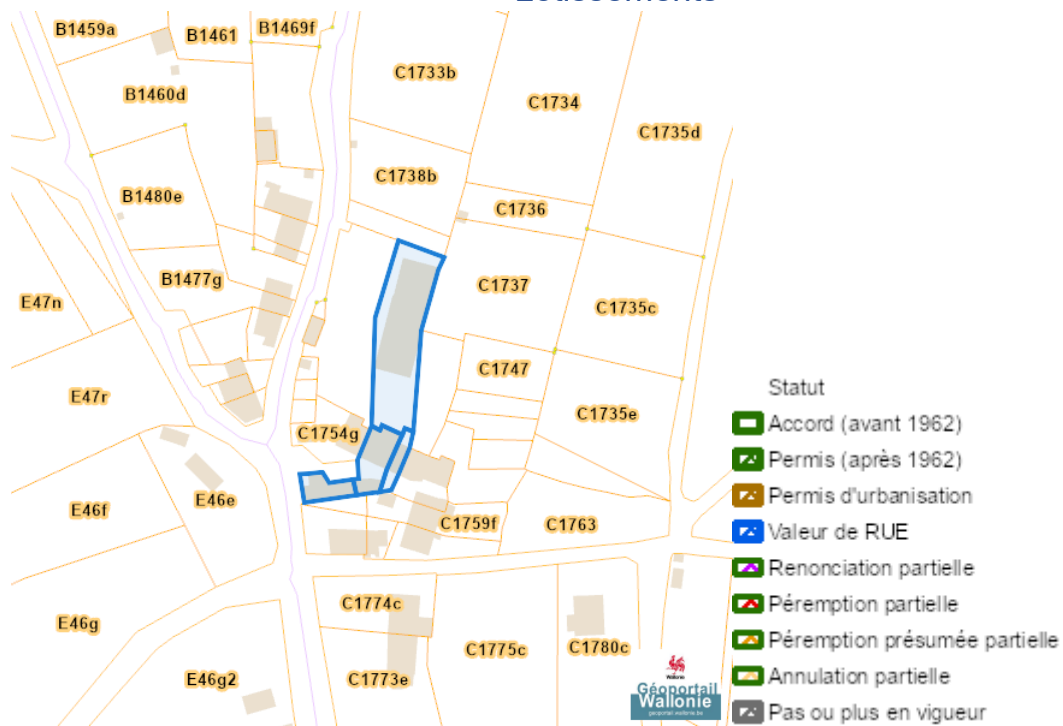 B1459a
B1461
B1469f
C1733b
C1734
B1460d
C1735d
C1738b
B1480e
C1736
B1477g
C1737
E47n
C1735c
C1747
E47r
C1735e
C1754g
E46e
E46f
C1759f
C1763
C1774c
E46g
C1775c
C1780c
E46g2
C1773e
Wallonie
Géoportail
Wallonie
geoportail.wallonie.be
Statut
Accord (avant 1962)
Permis (après 1962)
Permis d'urbanisation
Valeur de RUE
Renonciation partielle
Péremption partielle
Péremption présumée partielle
Annulation partielle
Pas ou plus en vigueur